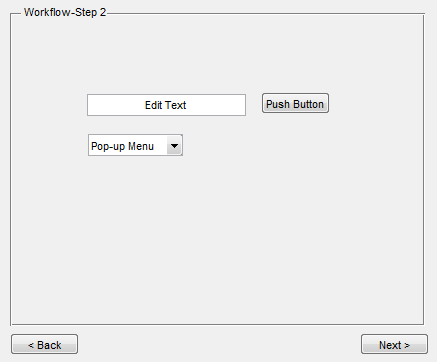 Workflow-Step 2
Edit Text
Push Button
Pop-up Menu
< Back
Next >